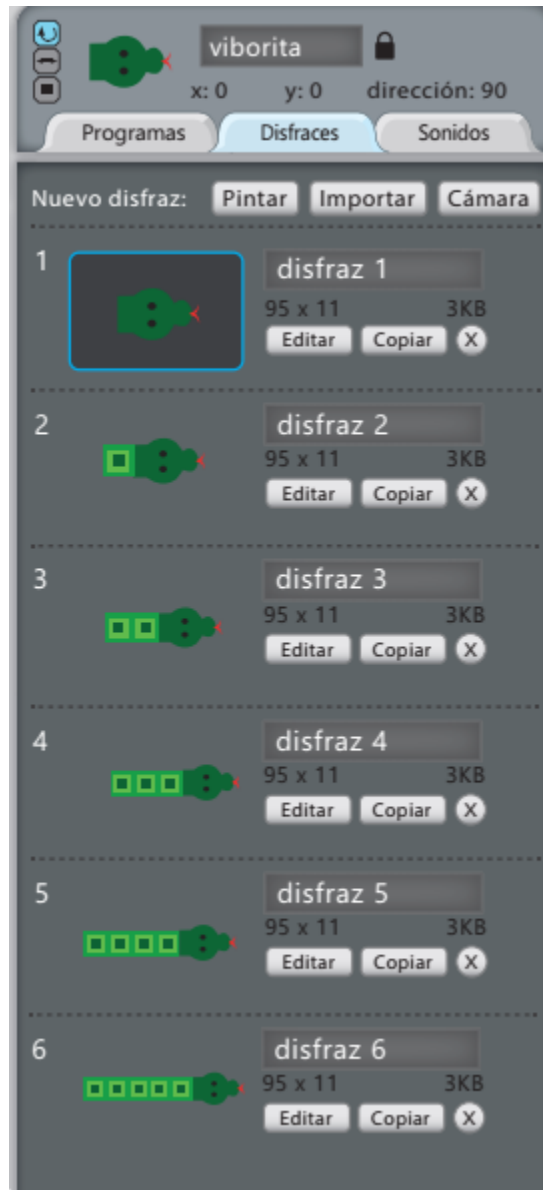 viborita
x: 0 y: 0 dirección: 90
Programas Disfraces Sonidos
Nuevo disfraz: Pintar Importar Cámara
1 disfraz 1
95 x 11 3KB
Editar Copiar X
2 disfraz 2
95 x 11 3KB
Editar Copiar X
3 disfraz 3
95 x 11 3KB
Editar Copiar X
4 disfraz 4
95 x 11 3KB
Editar Copiar X
5 disfraz 5
95 x 11 3KB
Editar Copiar X
6 disfraz 6
95 x 11 3KB
Editar Copiar X